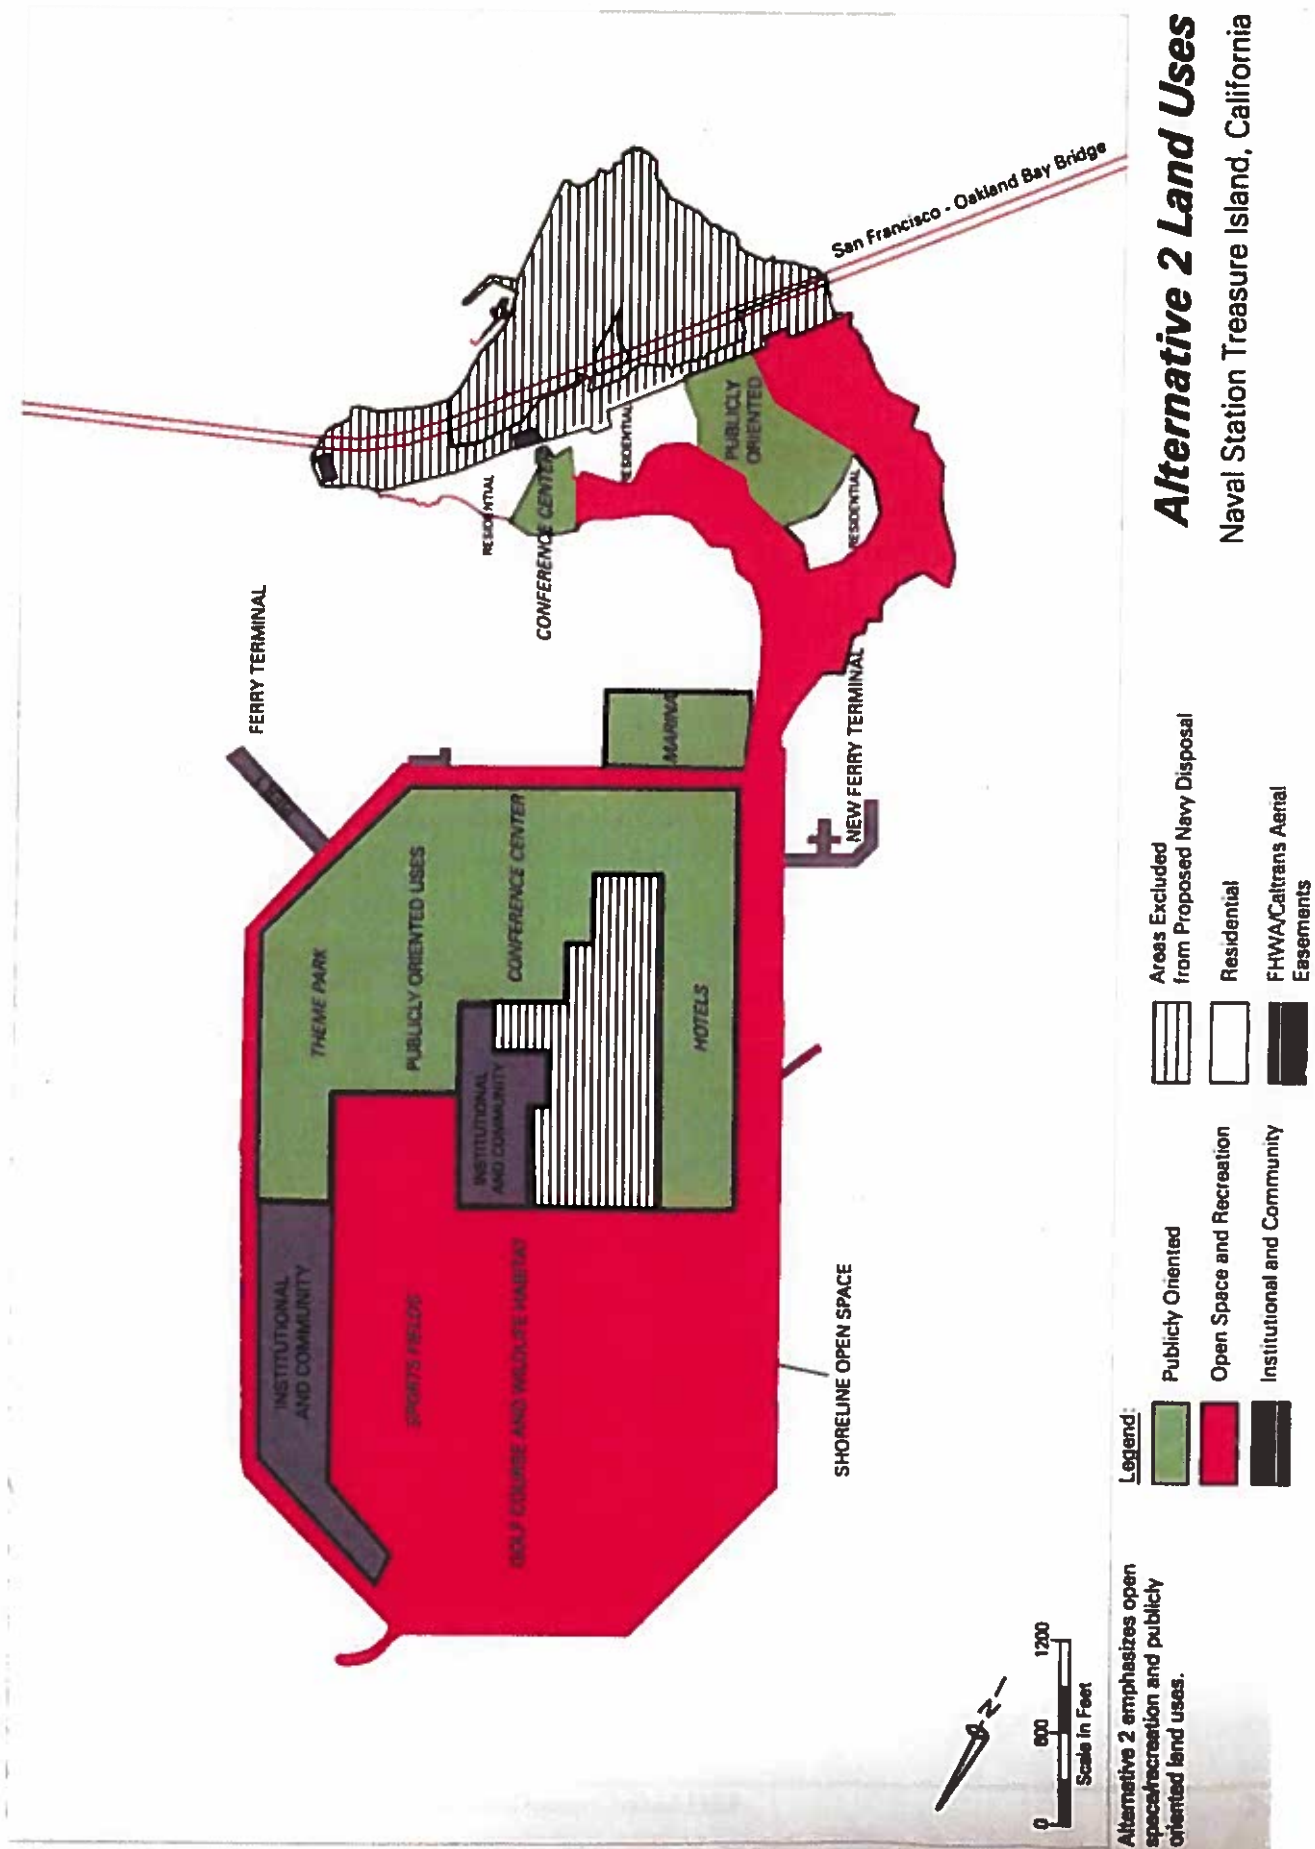 FERRY TERMINAL
THEME PARK
PUBLICLY ORIENTED USES
CONFERENCE CENTER
INSTITUTIONAL
AND COMMUNITY
SPORTS FIELDS
GOLF COURSE AND WILDLIFE HABITAT
INSTITUTIONAL
AND COMMUNITY
HOTELS
MARINA
NEW FERRY TERMINAL
SHORELINE OPEN SPACE
RESIDENTIAL
CONFERENCE CENTER
RESIDENTIAL
PUBLICLY
ORIENTED
RESIDENTIAL
San Francisco - Oakland Bay Bridge
0 600 1200
Scale in Feet
Alternative 2 emphasizes open
space/recreation and publicly
oriented land uses.
Legend:
Publicly Oriented
Open Space and Recreation
Institutional and Community
Areas Excluded
from Proposed Navy Disposal
Residential
FHWA/Caltrans Aerial
Easements
Alternative 2 Land Uses
Naval Station Treasure Island, California